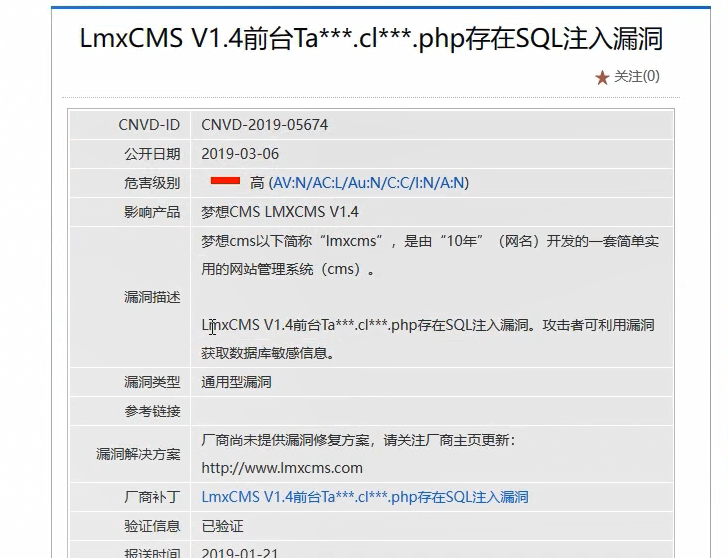 LmxCMS V1.4前台Ta***.cl***.php存在SQL注入漏洞
关注(0)
CNVD-ID CNVD-2019-05674
公开日期 2019-03-06
危害级别 高 (AV:N/AC:L/Au:N/C:C/I:N/A:N)
影响产品 梦想CMS LMXCMS V1.4
梦想cms以下简称“lmxcms”，是由“10年”（网名）开发的一套简单实
用的网站管理系统（cms）。
漏洞描述
LmxCMS V1.4前台Ta***.cl***.php存在SQL注入漏洞。攻击者可利用漏洞
获取数据库敏感信息。
漏洞类型 通用型漏洞
参考链接
漏洞解决方案 厂商尚未提供漏洞修复方案，请关注厂商主页更新：
http://www.lmxcms.com
厂商补丁 LmxCMS V1.4前台Ta***.cl***.php存在SQL注入漏洞
验证信息 已验证
报送时间 2019-01-21